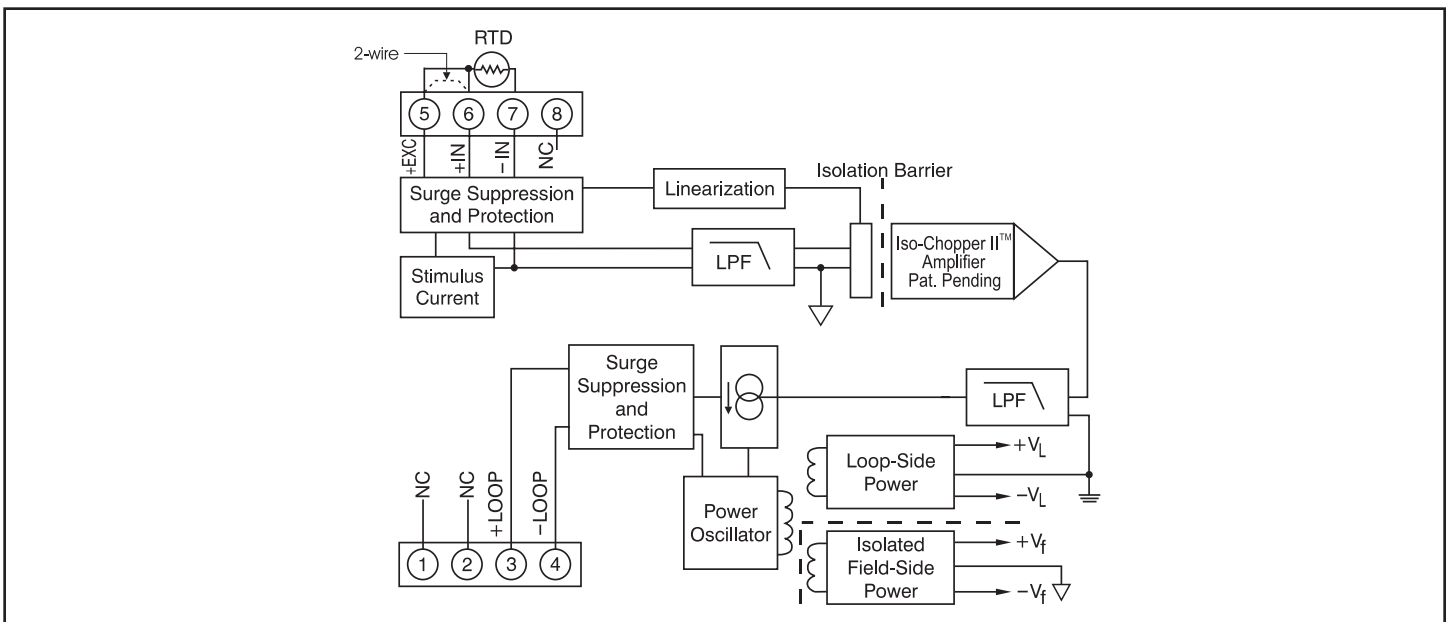 RTD
2-wire
5 6 7 8
+EXC
+IN
−IN
NC
Surge Suppression
and Protection
Linearization
Isolation Barrier
LPF
Iso-Chopper II™
Amplifier
Pat. Pending
Stimulus
Current
Surge
Suppression
and
Protection
LPF
+VL
Loop-Side
Power
−VL
NC
NC
+LOOP
−LOOP
Power
Oscillator
+Vf
Isolated
Field-Side
Power
−Vf
1 2 3 4